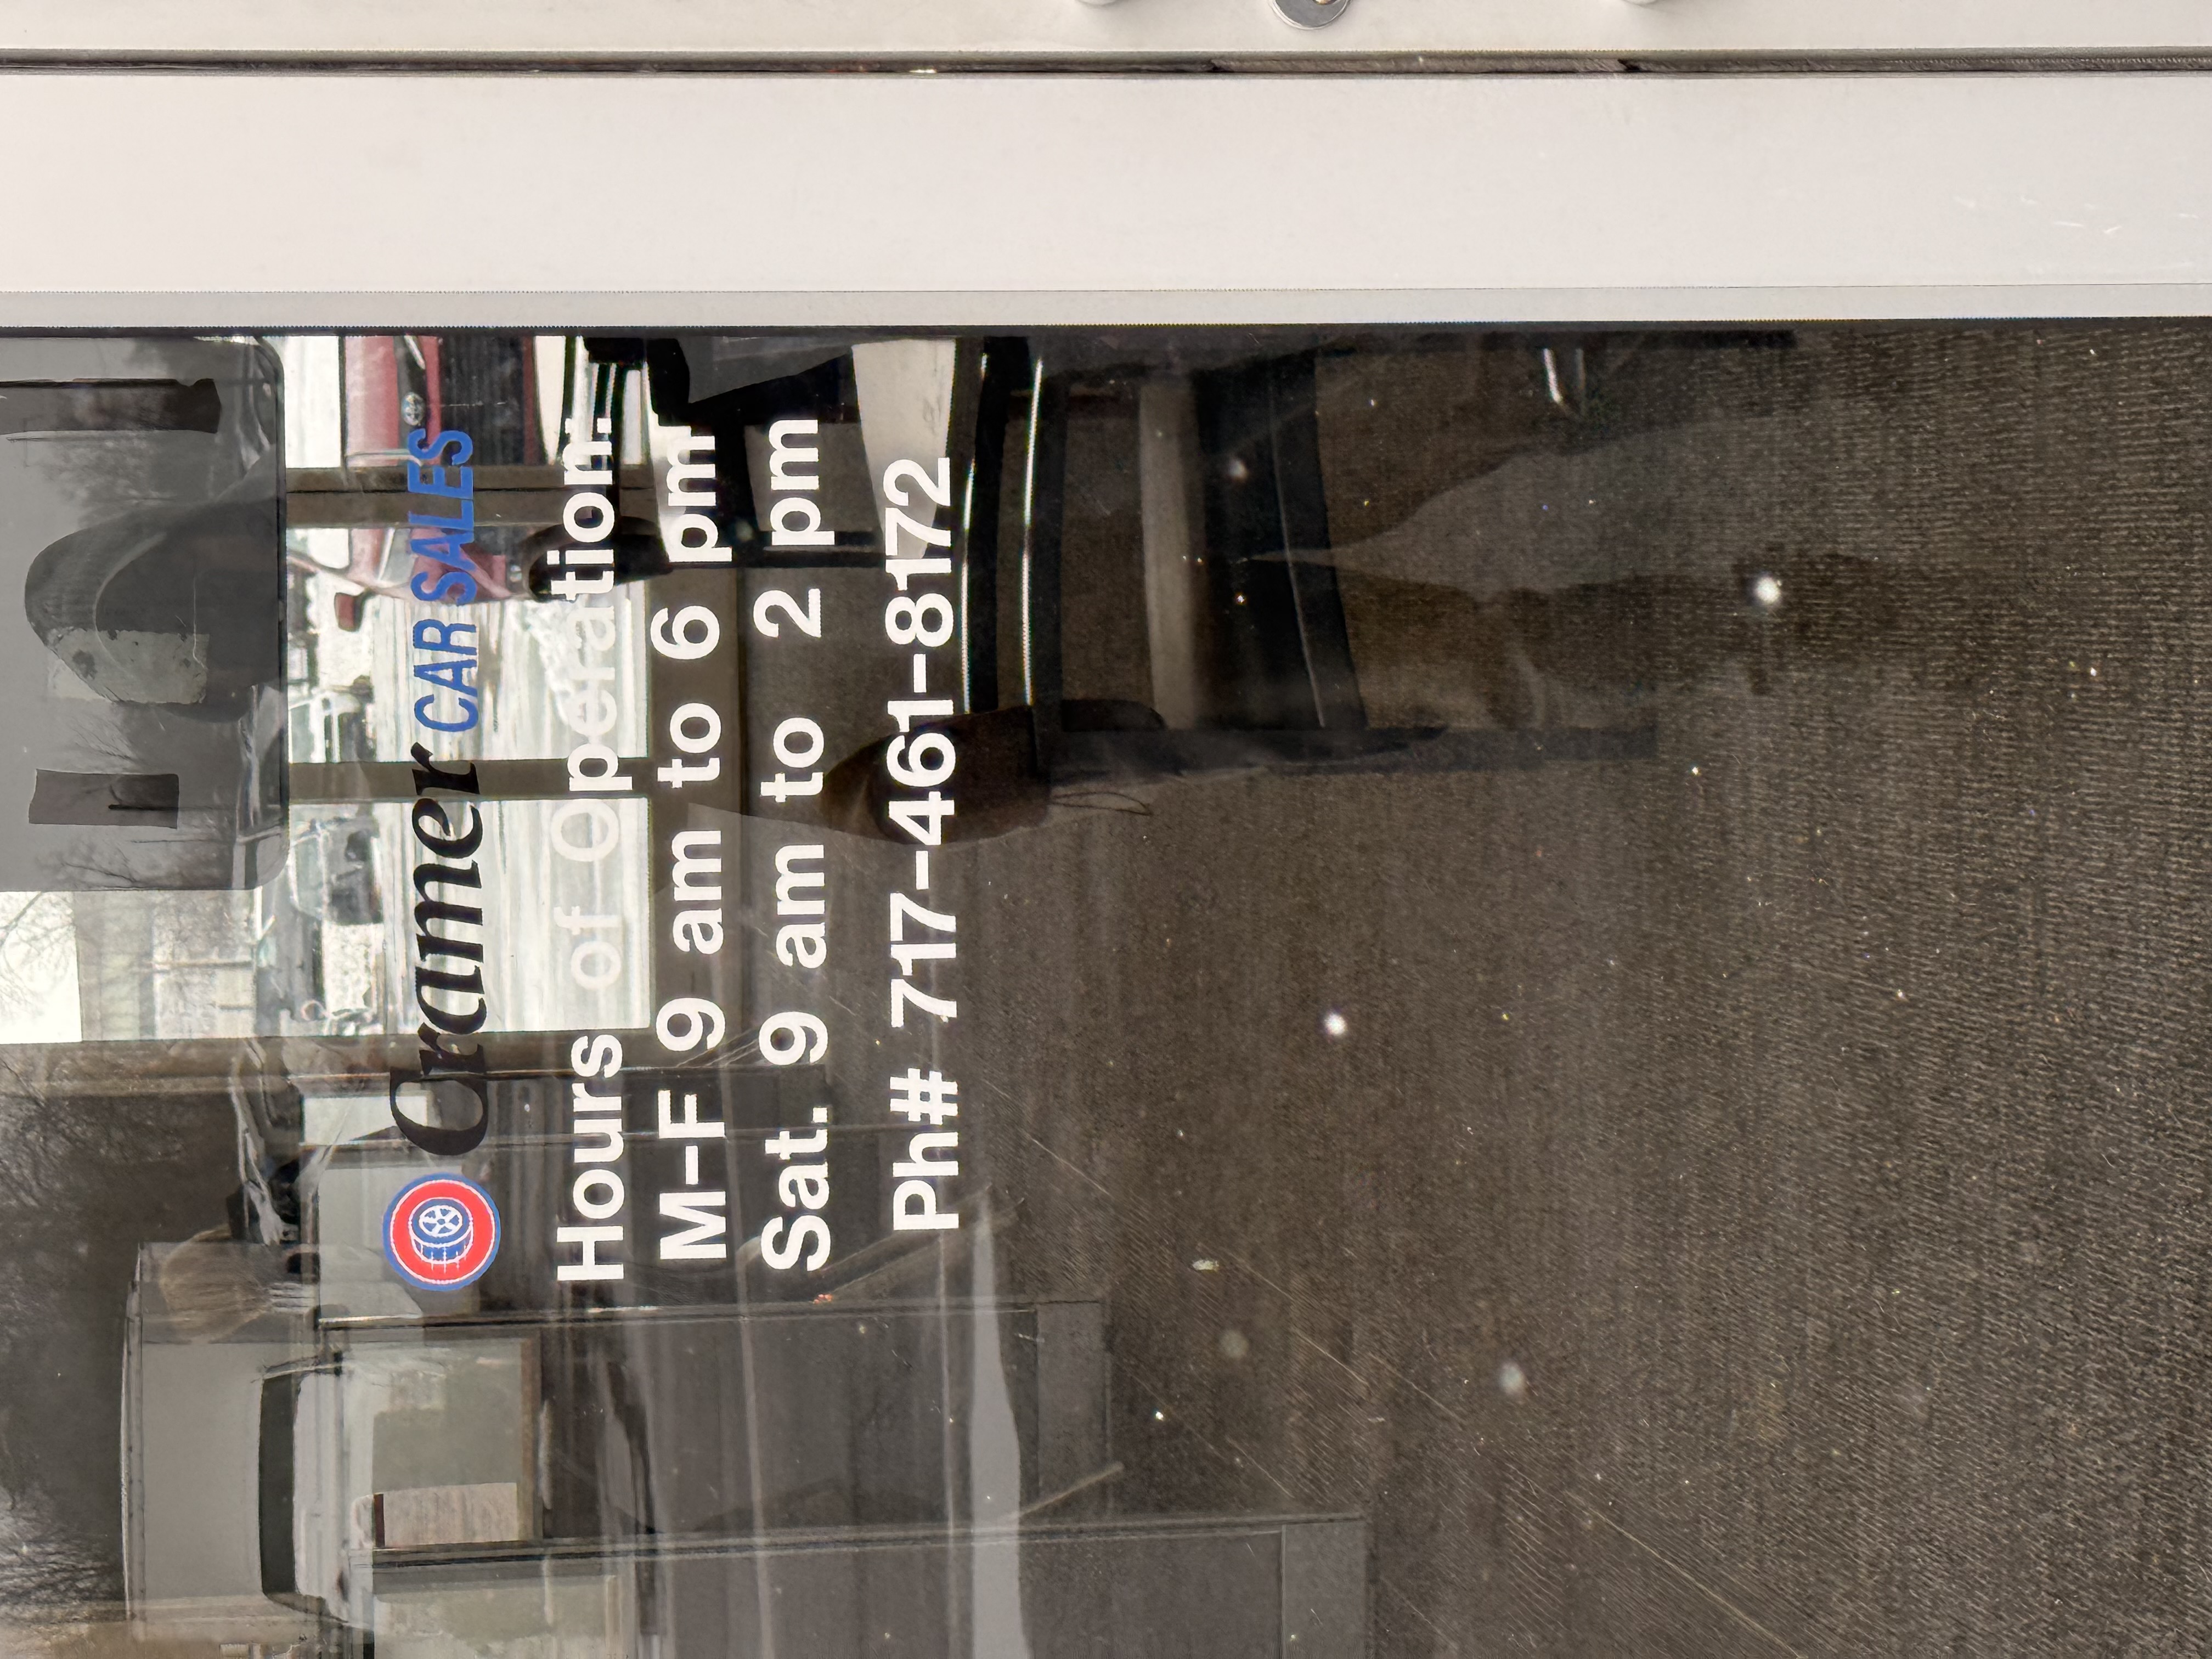 Cramer CAR SALES
Hours of Operation:
M-F 9 am to 6 pm
Sat. 9 am to 2 pm
Ph# 717-461-8172